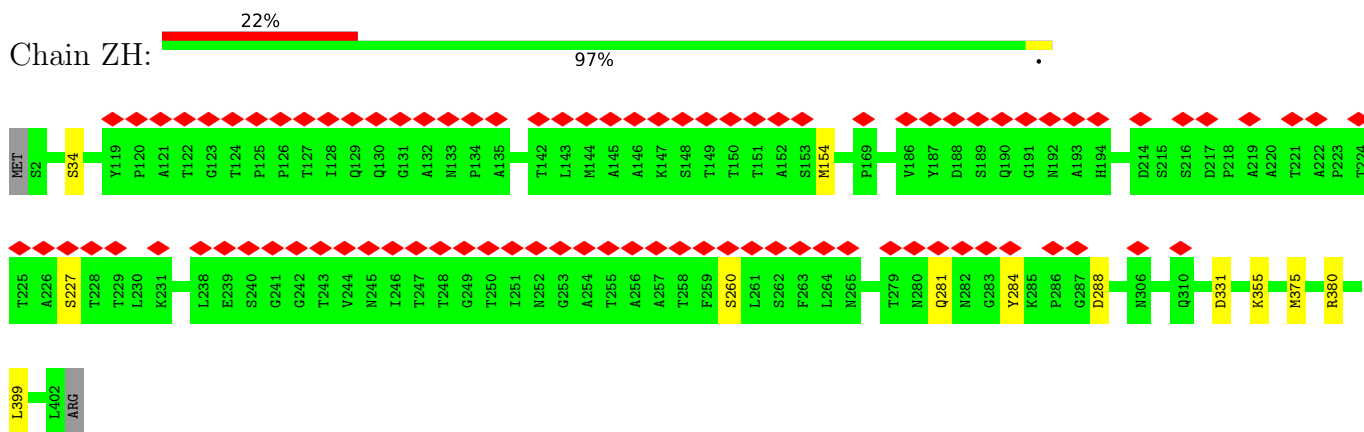 22%
Chain ZH:
97%
MET S2 S34 Y119 P120 A121 T122 G123 T124 P125 P126 T127 I128 Q129 Q130 G131 A132 N133 P134 A135 T142 L143 M144 A145 A146 K147 S148 T149 T150 T151 A152 S153 M154 P169 V186 Y187 D188 S189 Q190 G191 N192 A193 H194 D214 S215 S216 D217 P218 A219 A220 T221 A222 P223 T224
T225 A226 S227 T228 T229 L230 K231 L238 E239 S240 G241 G242 T243 V244 N245 I246 T247 T248 G249 T250 I251 N252 G253 A254 T255 A256 A257 T258 F259 S260 L261 S262 F263 L264 N265 T279 N280 Q281 N282 G283 Y284 K285 P286 G287 D288 N306 Q310 D331 K355 M375 R380
L399 L402 ARG